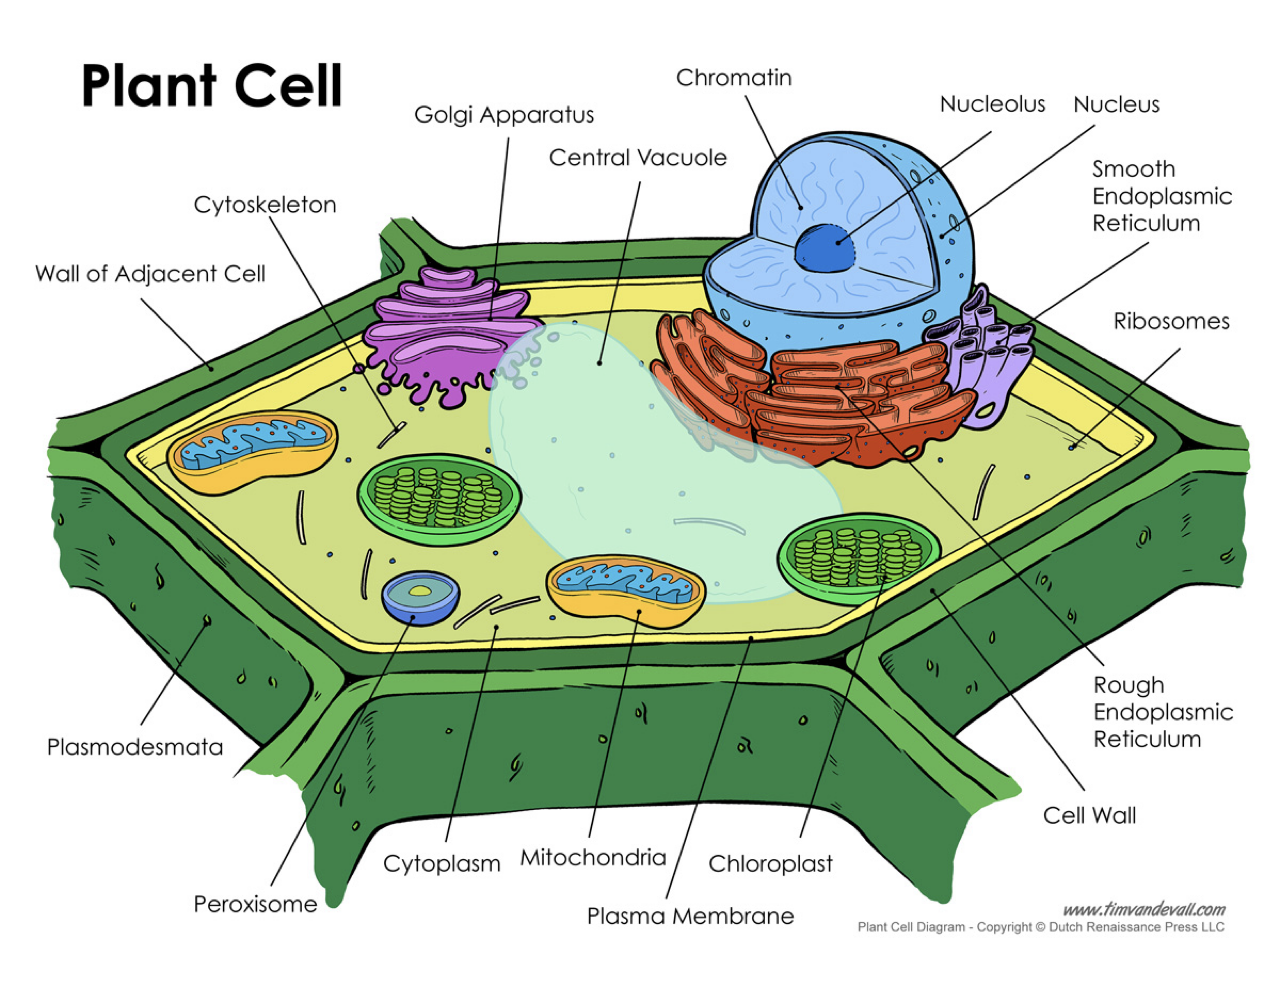 Plant Cell
Chromatin
Nucleolus
Nucleus
Golgi Apparatus
Central Vacuole
Smooth
Endoplasmic
Reticulum
Cytoskeleton
Wall of Adjacent Cell
Ribosomes
Rough
Endoplasmic
Reticulum
Plasmodesmata
Cell Wall
Cytoplasm
Mitochondria
Chloroplast
Peroxisome
Plasma Membrane
www.timvandevall.com
Plant Cell Diagram - Copyright © Dutch Renaissance Press LLC